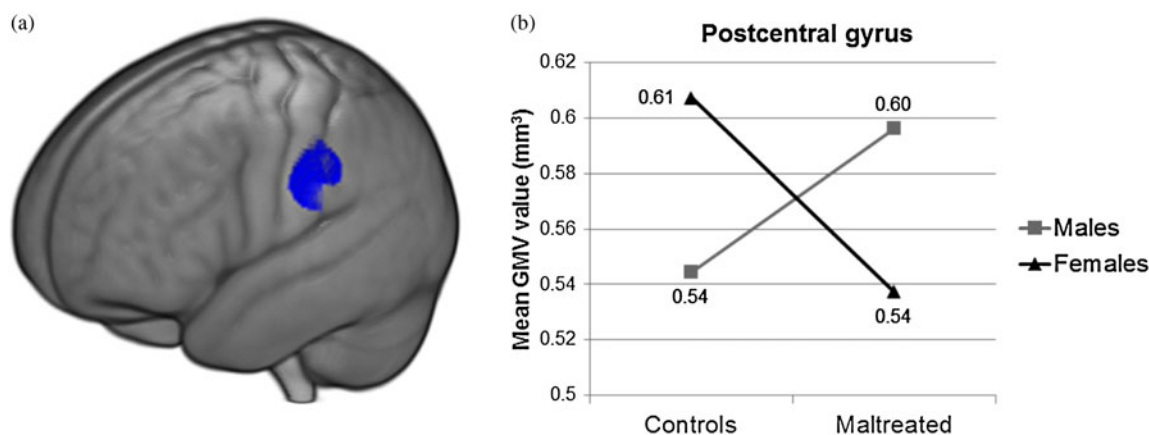 (a)
(b)
Postcentral gyrus
Mean GMV value (mm³)
0.62
0.6
0.58
0.56
0.54
0.52
0.5
0.61
0.60
0.54
0.54
Controls
Maltreated
Males
Females